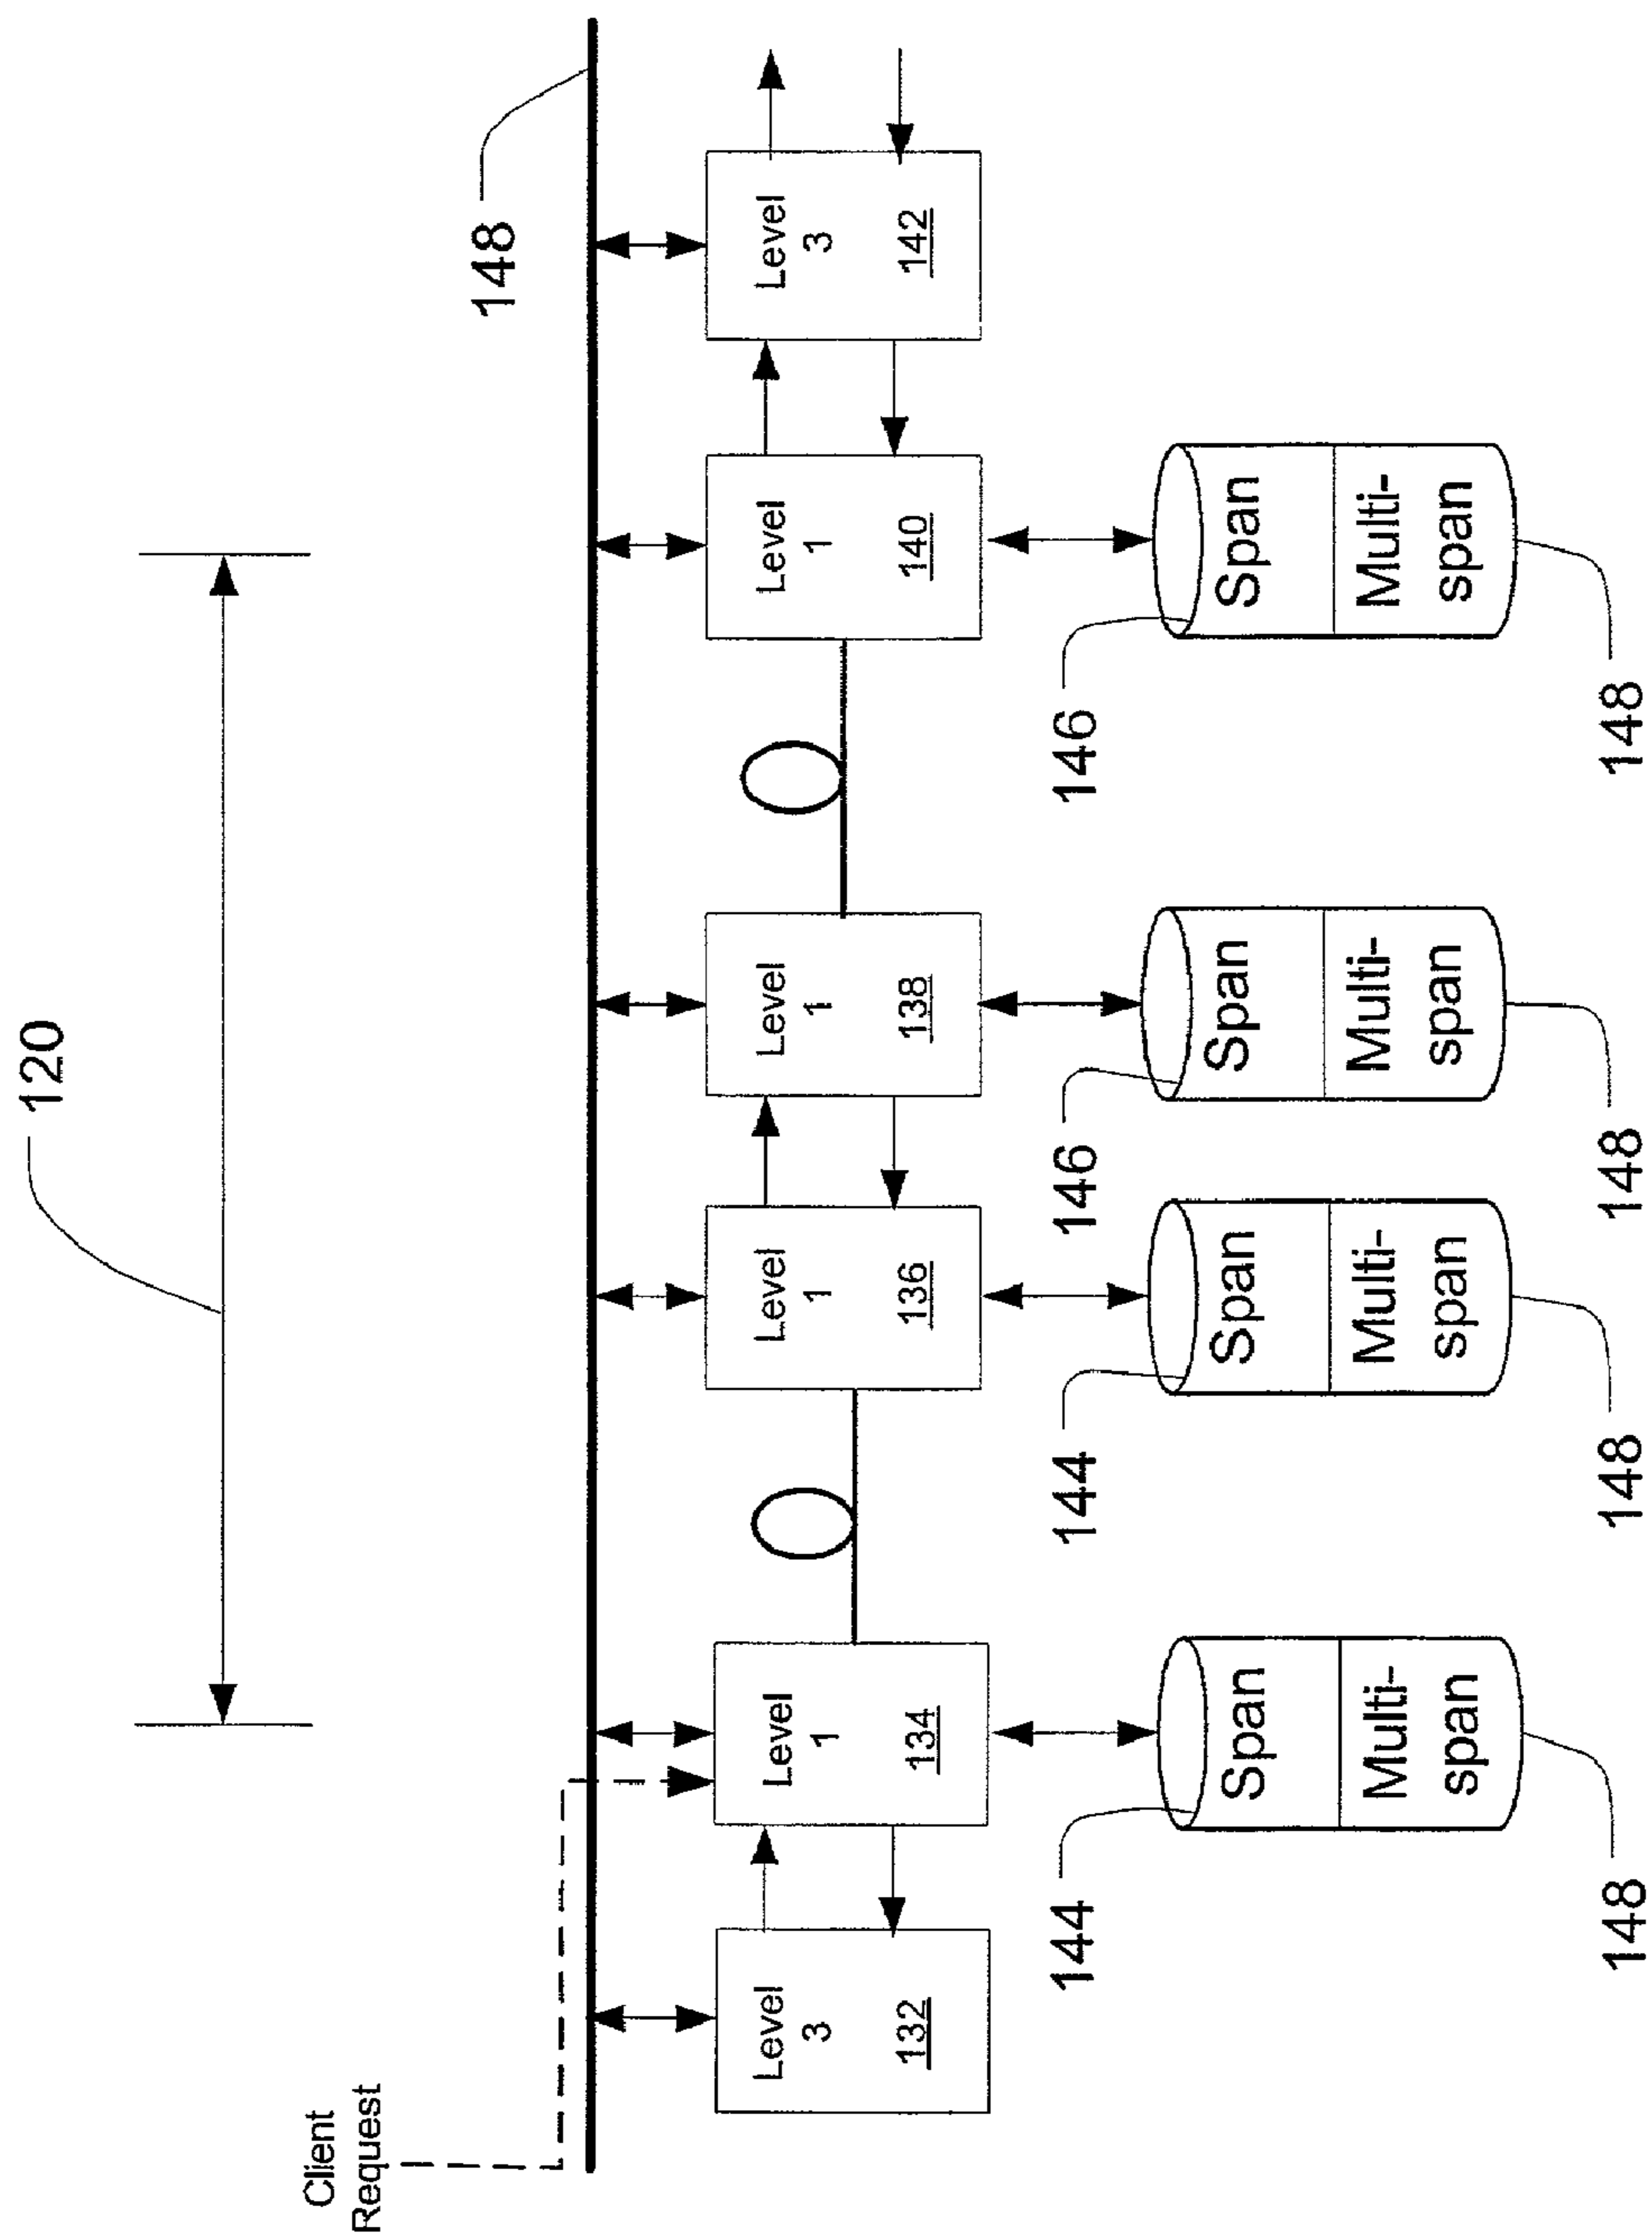 120
148
Client
Request
Level
3
132
Level
1
134
Level
1
136
Level
1
138
Level
1
140
Level
3
142
144
Span
Multi-
span
148
144
Span
Multi-
span
148
146
Span
Multi-
span
148
146
Span
Multi-
span
148